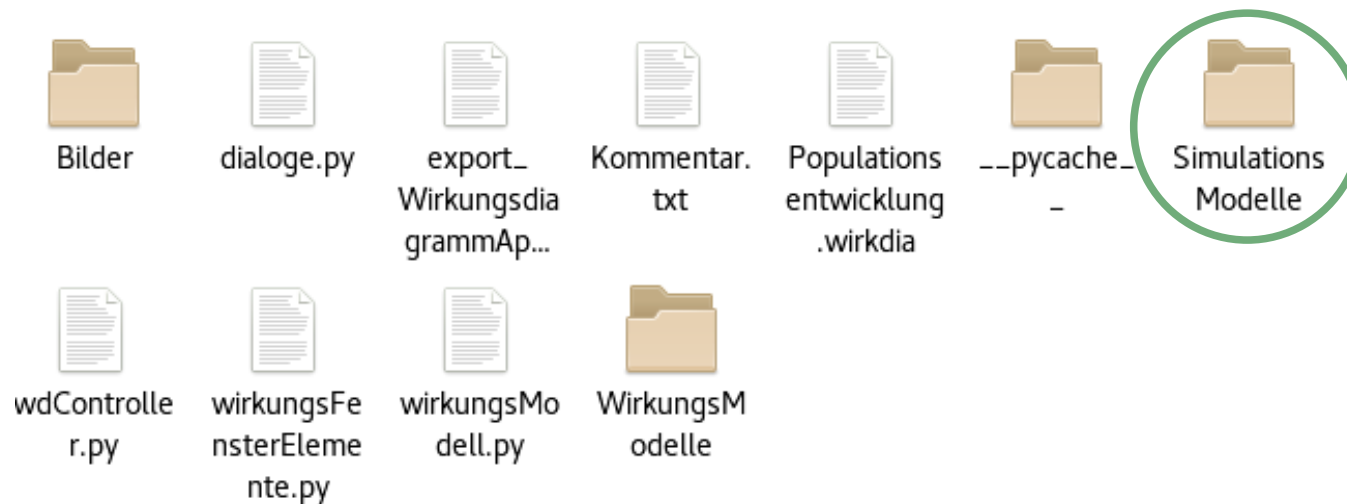 Bilder
dialoge.py
export_
Wirkungsdia
grammAp...
Kommentar.
txt
Populations
entwicklung
.wirkdia
__pycache_
_
Simulations
Modelle
wdControlle
r.py
wirkungsFe
nsterEleme
nte.py
wirkungsMo
dell.py
WirkungsM
odelle